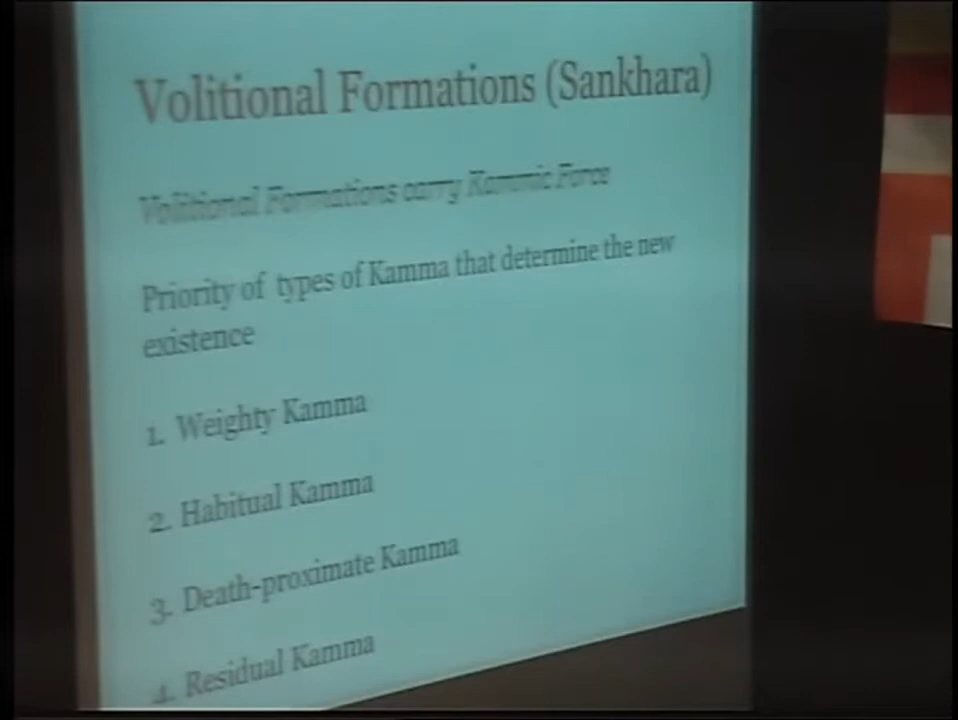 Volitional Formations (Sankhara)
Volitional Formations carry Kammic Force
Priority of types of Kamma that determine the new
existence
1. Weighty Kamma
2. Habitual Kamma
3. Death-proximate Kamma
4. Residual Kamma